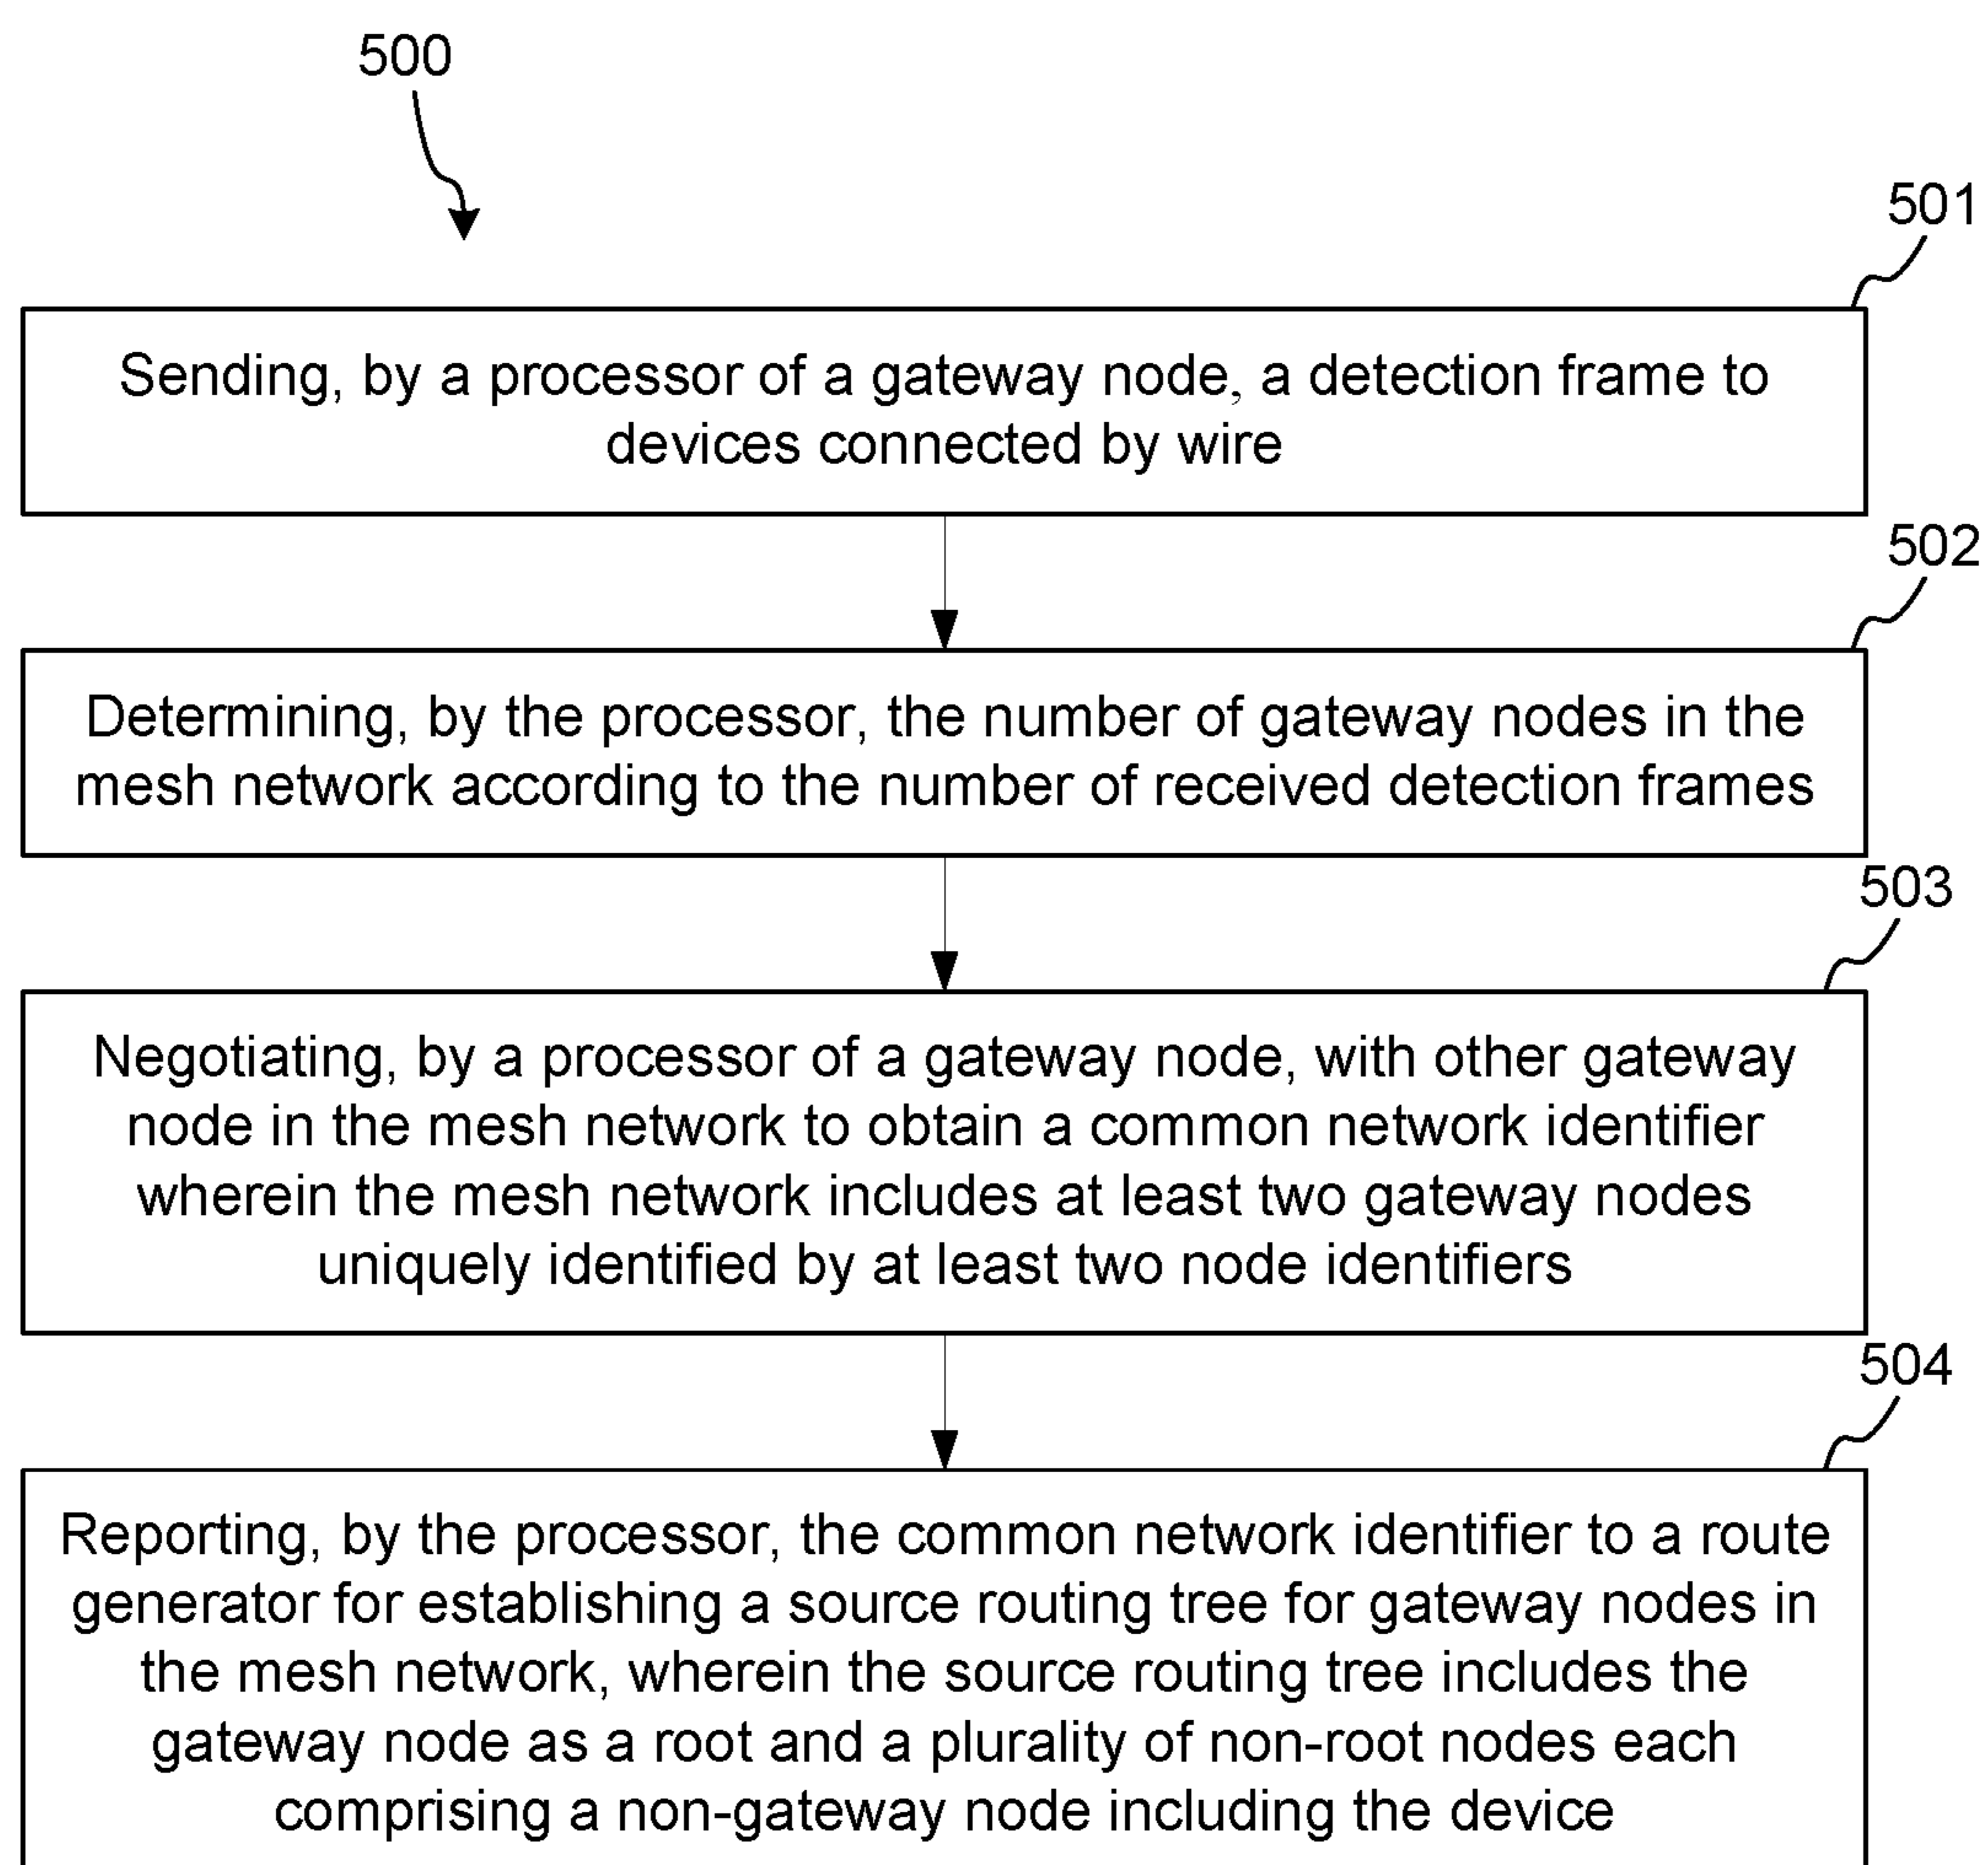 500
501
Sending, by a processor of a gateway node, a detection frame to
devices connected by wire
502
Determining, by the processor, the number of gateway nodes in the
mesh network according to the number of received detection frames
503
Negotiating, by a processor of a gateway node, with other gateway
node in the mesh network to obtain a common network identifier
wherein the mesh network includes at least two gateway nodes
uniquely identified by at least two node identifiers
504
Reporting, by the processor, the common network identifier to a route
generator for establishing a source routing tree for gateway nodes in
the mesh network, wherein the source routing tree includes the
gateway node as a root and a plurality of non-root nodes each
comprising a non-gateway node including the device